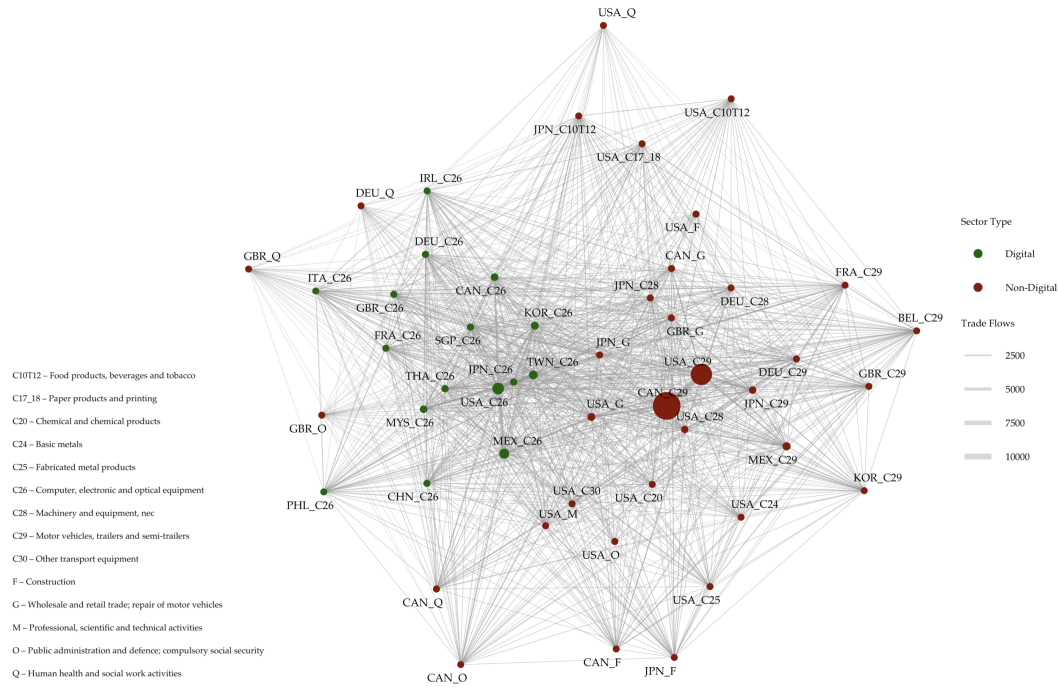 USA_Q
USA_C10T12
JPN_C10T12
USA_C17_18
IRL_C26
DEU_Q
USA_F
DEU_C26
CAN_G
GBR_Q
ITA_C26
CAN_C26
JPN_C28
DEU_C28
FRA_C29
GBR_C26
KOR_C26
GBR_G
BEL_C29
FRA_C26
SGP_C26
JPN_G
TWN_C26
USA_C29
DEU_C29
GBR_C29
THA_C26
JPN_C26
USA_C26
CAN_C29
JPN_C29
MYS_C26
USA_G
USA_C28
GBR_O
MEX_C26
MEX_C29
KOR_C29
PHL_C26
CHN_C26
USA_C30
USA_C20
USA_C24
USA_M
USA_O
CAN_Q
USA_C25
CAN_O
CAN_F
JPN_F
Sector Type
Digital
Non-Digital
Trade Flows
2500
5000
7500
10000
C10T12 – Food products, beverages and tobacco
C17_18 – Paper products and printing
C20 – Chemical and chemical products
C24 – Basic metals
C25 – Fabricated metal products
C26 – Computer, electronic and optical equipment
C28 – Machinery and equipment, nec
C29 – Motor vehicles, trailers and semi-trailers
C30 – Other transport equipment
F – Construction
G – Wholesale and retail trade; repair of motor vehicles
M – Professional, scientific and technical activities
O – Public administration and defence; compulsory social security
Q – Human health and social work activities